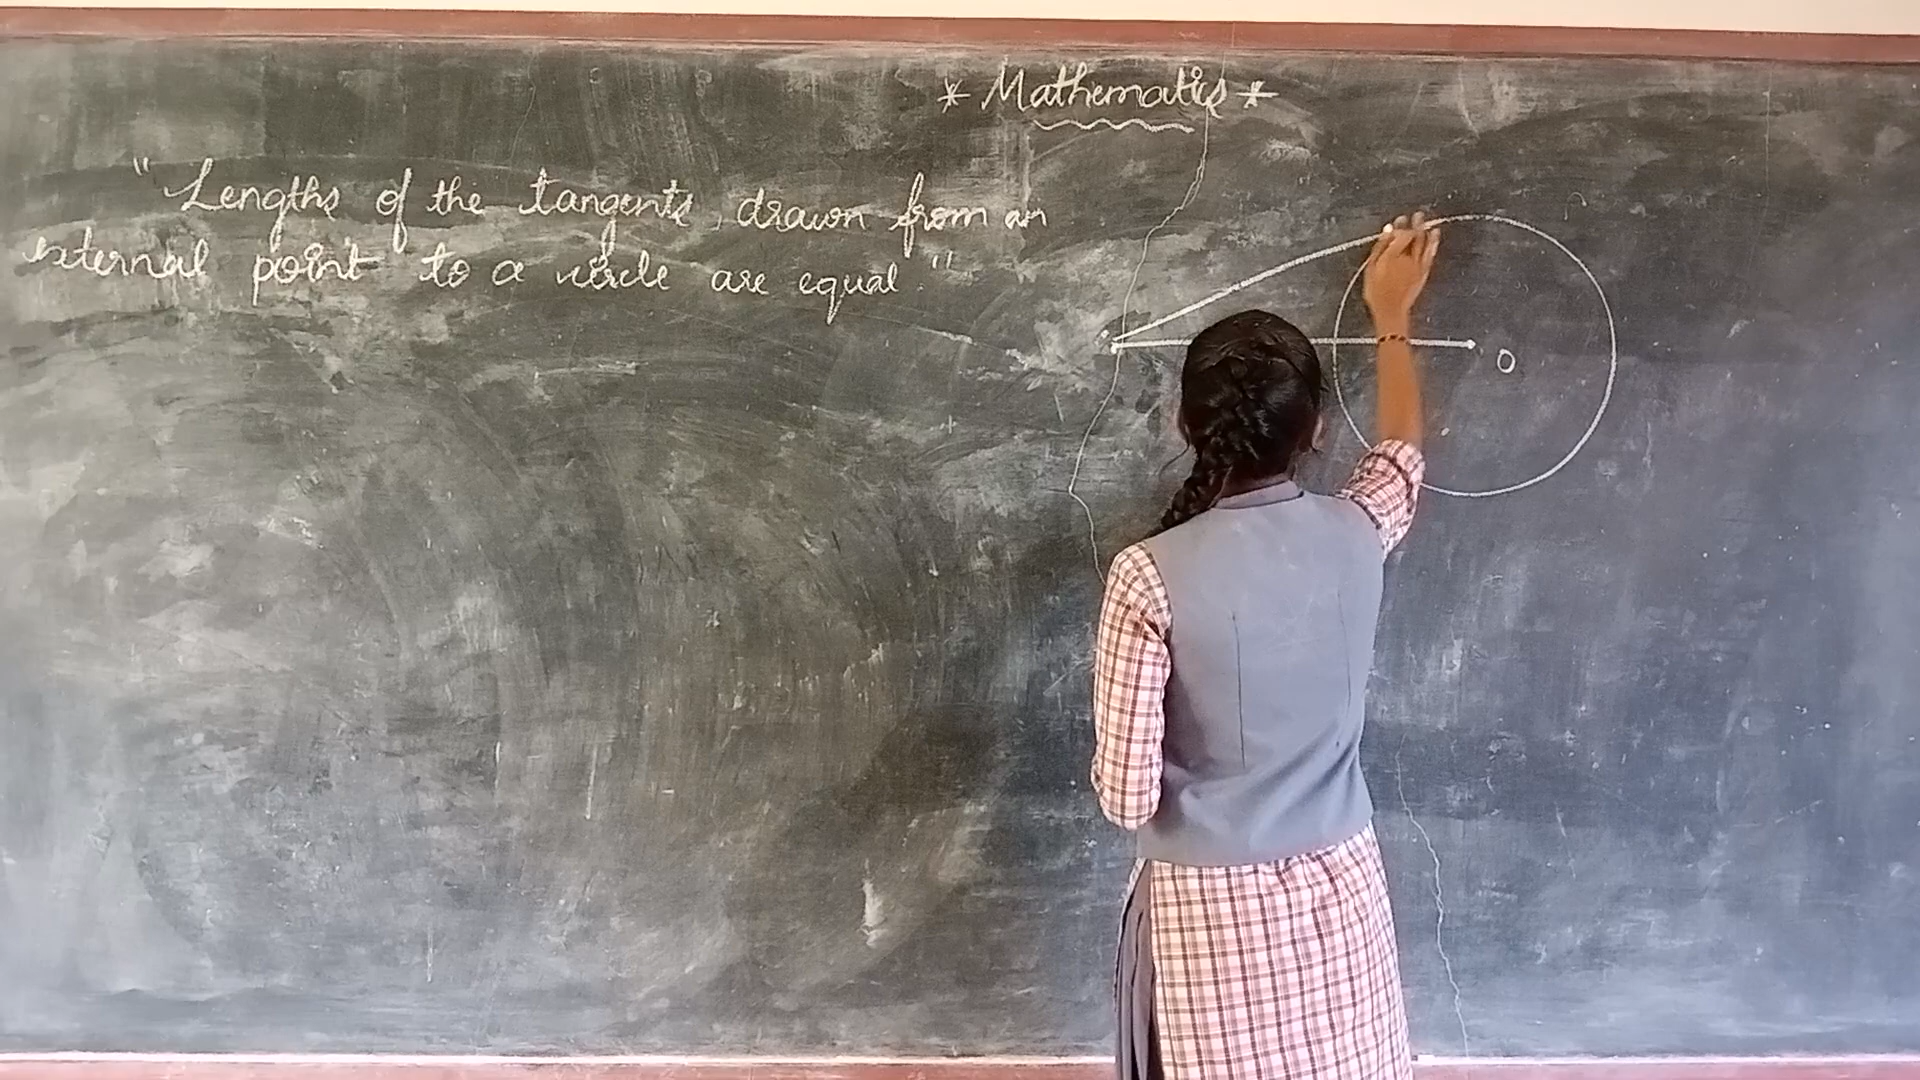 * Mathematics *
"Lengths of the tangents, drawn from an
external point to a circle are equal."
O